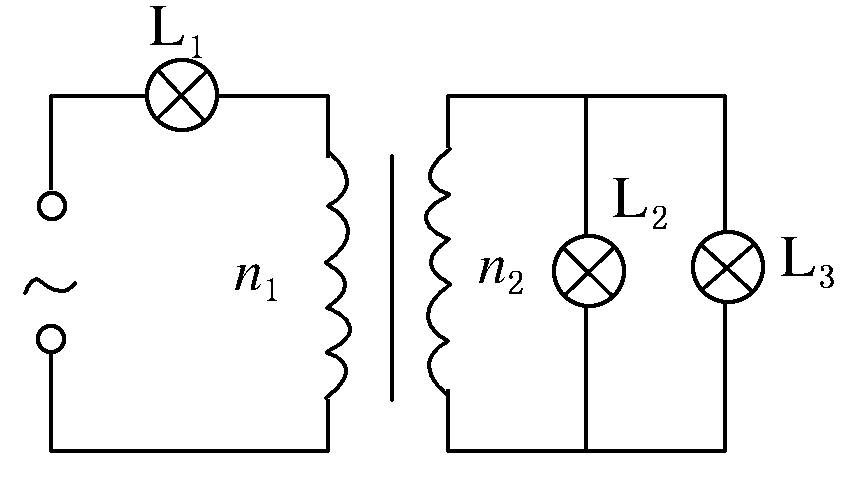 L₁
L₂
n₁
n₂
L₃
~